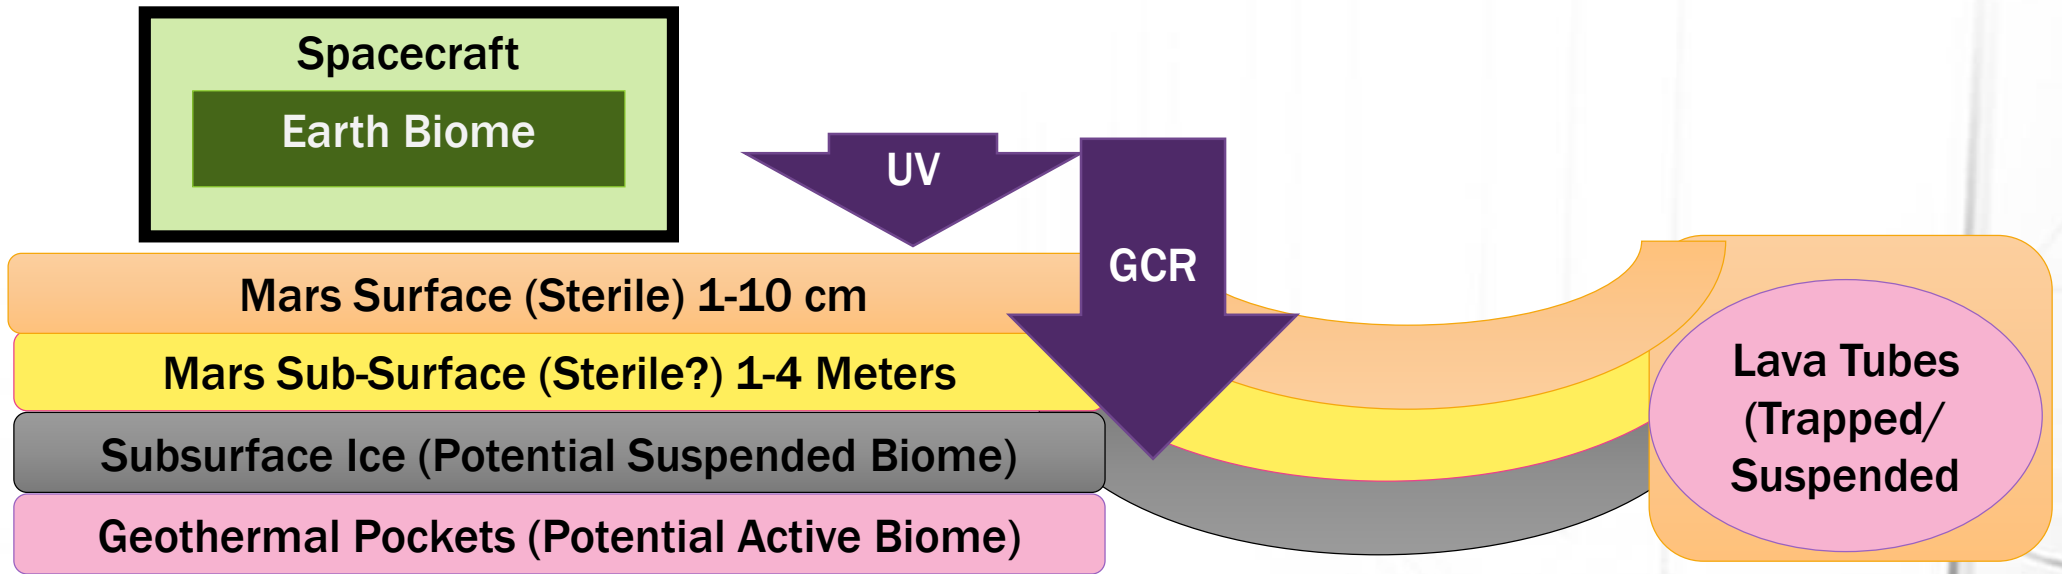 Spacecraft
Earth Biome
UV
GCR
Mars Surface (Sterile) 1-10 cm
Mars Sub-Surface (Sterile?) 1-4 Meters
Subsurface Ice (Potential Suspended Biome)
Geothermal Pockets (Potential Active Biome)
Lava Tubes
(Trapped/
Suspended